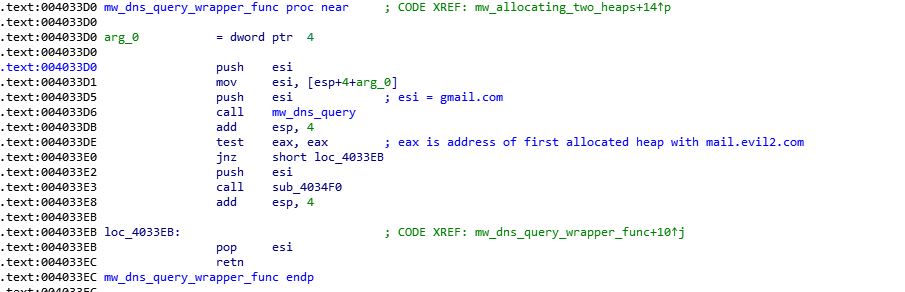 .text:004033D0 mw_dns_query_wrapper_func proc near ; CODE XREF: mw_allocating_two_heaps+14↑p
.text:004033D0
.text:004033D0 arg_0 = dword ptr 4
.text:004033D0
.text:004033D0 push esi
.text:004033D1 mov esi, [esp+4+arg_0]
.text:004033D5 push esi ; esi = gmail.com
.text:004033D6 call mw_dns_query
.text:004033DB add esp, 4
.text:004033DE test eax, eax ; eax is address of first allocated heap with mail.evil2.com
.text:004033E0 jnz short loc_4033EB
.text:004033E2 push esi
.text:004033E3 call sub_4034F0
.text:004033E8 add esp, 4
.text:004033EB
.text:004033EB loc_4033EB: ; CODE XREF: mw_dns_query_wrapper_func+10↑j
.text:004033EB pop esi
.text:004033EC retn
.text:004033EC mw_dns_query_wrapper_func endp
.text:004033EC